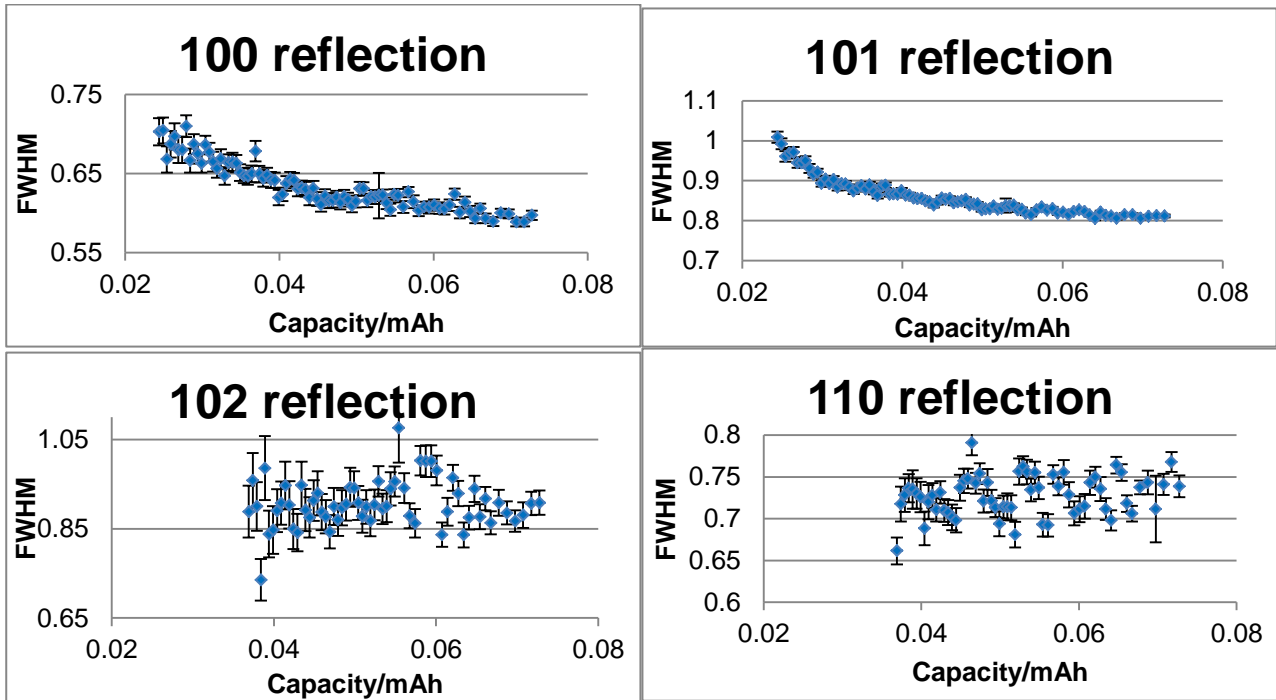 100 reflection
0.75
0.65
0.55
FWHM
0.02 0.04 0.06 0.08
Capacity/mAh
101 reflection
1.1
1
0.9
0.8
0.7
FWHM
0.02 0.04 0.06 0.08
Capacity/mAh
102 reflection
1.05
0.85
0.65
FWHM
0.02 0.04 0.06 0.08
Capacity/mAh
110 reflection
0.8
0.75
0.7
0.65
0.6
FWHM
0.02 0.04 0.06 0.08
Capacity/mAh